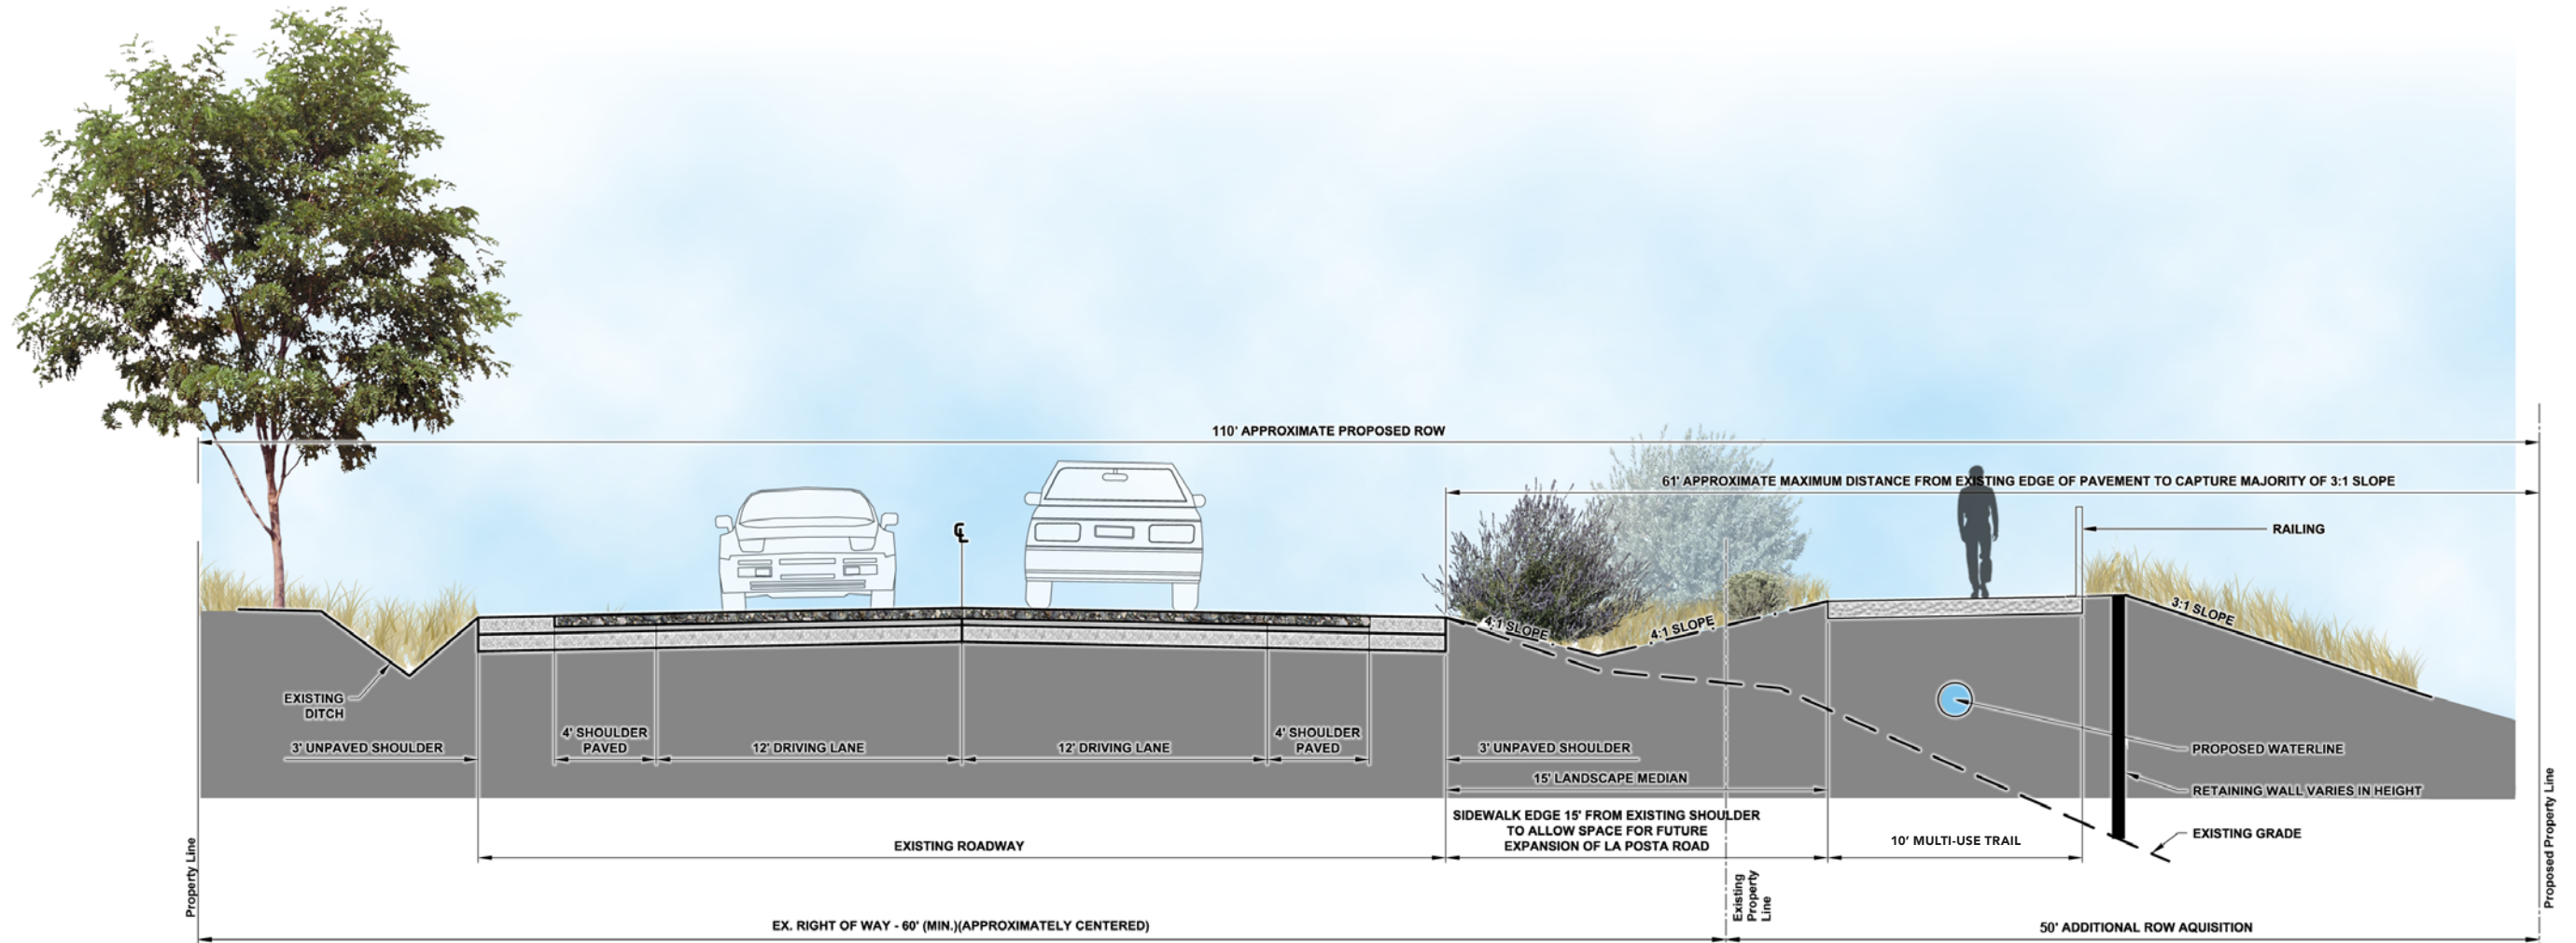 110' APPROXIMATE PROPOSED ROW
61' APPROXIMATE MAXIMUM DISTANCE FROM EXISTING EDGE OF PAVEMENT TO CAPTURE MAJORITY OF 3:1 SLOPE
RAILING
CL
4:1 SLOPE
4:1 SLOPE
3:1 SLOPE
EXISTING
DITCH
3' UNPAVED SHOULDER
4' SHOULDER
PAVED
12' DRIVING LANE
12' DRIVING LANE
4' SHOULDER
PAVED
3' UNPAVED SHOULDER
15' LANDSCAPE MEDIAN
SIDEWALK EDGE 15' FROM EXISTING SHOULDER
TO ALLOW SPACE FOR FUTURE
EXPANSION OF LA POSTA ROAD
EXISTING ROADWAY
10' MULTI-USE TRAIL
PROPOSED WATERLINE
RETAINING WALL VARIES IN HEIGHT
EXISTING GRADE
Property Line
Existing
Property
Line
Proposed Property Line
EX. RIGHT OF WAY - 60' (MIN.)(APPROXIMATELY CENTERED)
50' ADDITIONAL ROW AQUISITION